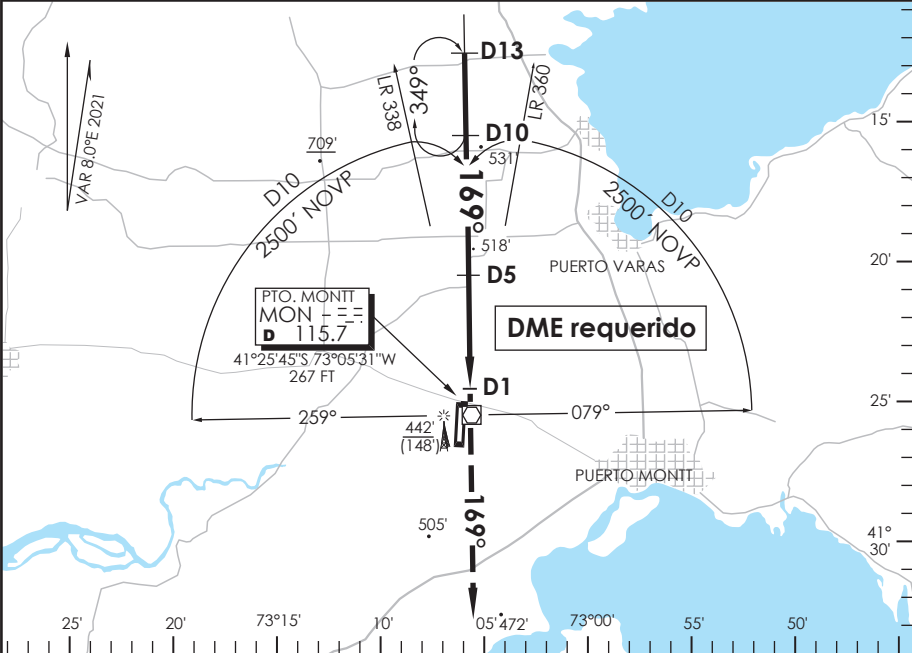 D13
349°
LR 338
LR 360
VAR 8.0°E 2021
15'
D10
709'
531'
D10
2500' NOVP
169°
D10
2500' NOVP
518'
20'
D5
PUERTO VARAS
PTO. MONTT
MON
D 115.7
41°25'45"S 73°05'31"W
267 FT
DME requerido
D1
25'
259°
079°
442'
(148')
PUERTO MONTT
169°
505'
41°
30'
25'
20'
73°15'
10'
05'
472'
73°00'
55'
50'